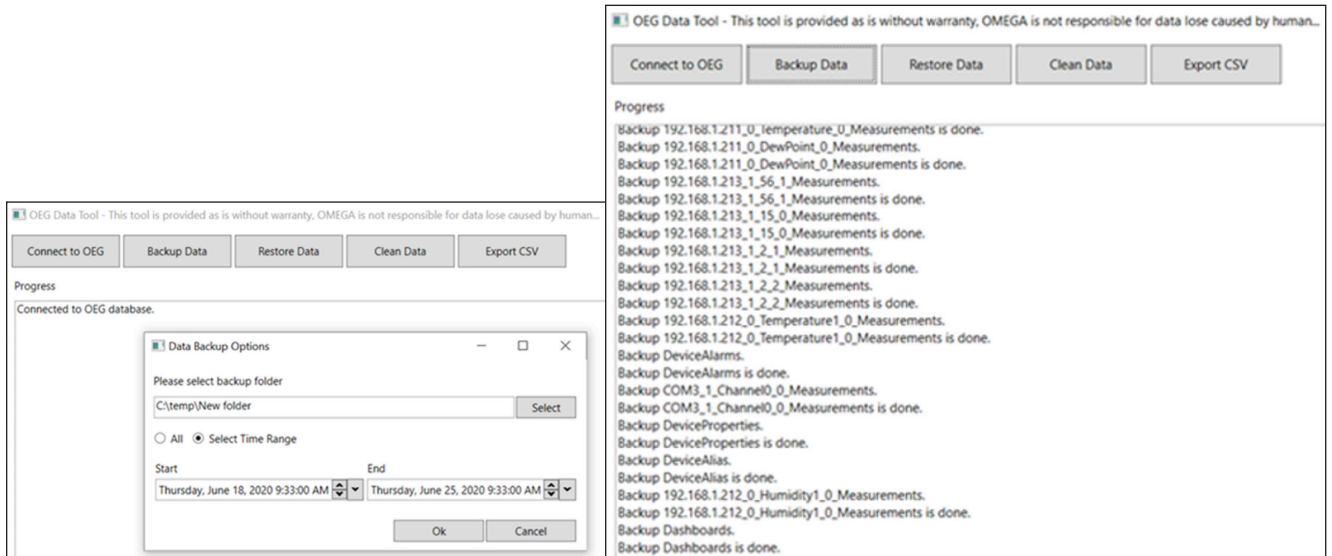 OEG Data Tool - This tool is provided as is without warranty, OMEGA is not responsible for data lose caused by human...
Connect to OEG Backup Data Restore Data Clean Data Export CSV
Progress
Connected to OEG database.
Data Backup Options
Please select backup folder
C:\temp\New folder
Select
All Select Time Range
Start End
Thursday, June 18, 2020 9:33:00 AM Thursday, June 25, 2020 9:33:00 AM
Ok Cancel
OEG Data Tool - This tool is provided as is without warranty, OMEGA is not responsible for data lose caused by human...
Connect to OEG Backup Data Restore Data Clean Data Export CSV
Progress
Backup 192.168.1.211_0_Temperature_0_Measurements is done.
Backup 192.168.1.211_0_DewPoint_0_Measurements.
Backup 192.168.1.211_0_DewPoint_0_Measurements is done.
Backup 192.168.1.213_1_56_1_Measurements.
Backup 192.168.1.213_1_56_1_Measurements is done.
Backup 192.168.1.213_1_15_0_Measurements.
Backup 192.168.1.213_1_15_0_Measurements is done.
Backup 192.168.1.213_1_2_1_Measurements.
Backup 192.168.1.213_1_2_1_Measurements is done.
Backup 192.168.1.213_1_2_2_Measurements.
Backup 192.168.1.213_1_2_2_Measurements is done.
Backup 192.168.1.212_0_Temperature1_0_Measurements.
Backup 192.168.1.212_0_Temperature1_0_Measurements is done.
Backup DeviceAlarms.
Backup DeviceAlarms is done.
Backup COM3_1_Channel0_0_Measurements.
Backup COM3_1_Channel0_0_Measurements is done.
Backup DeviceProperties.
Backup DeviceProperties is done.
Backup DeviceAlias.
Backup DeviceAlias is done.
Backup 192.168.1.212_0_Humidity1_0_Measurements.
Backup 192.168.1.212_0_Humidity1_0_Measurements is done.
Backup Dashboards.
Backup Dashboards is done.